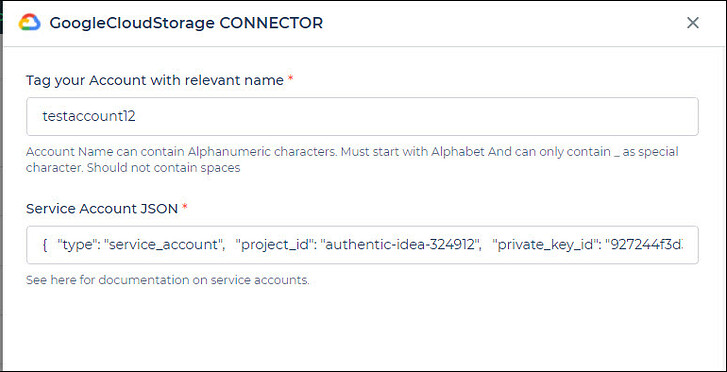 GoogleCloudStorage CONNECTOR
Tag your Account with relevant name *
testaccount12
Account Name can contain Alphanumeric characters. Must start with Alphabet And can only contain _ as special
character. Should not contain spaces
Service Account JSON *
{ "type": "service_account", "project_id": "authentic-idea-324912", "private_key_id": "927244f3d
See here for documentation on service accounts.